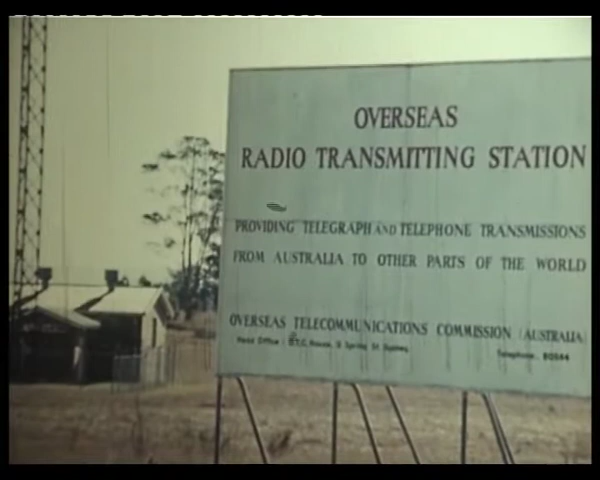 OVERSEAS
RADIO TRANSMITTING STATION
PROVIDING TELEGRAPH AND TELEPHONE TRANSMISSIONS
FROM AUSTRALIA TO OTHER PARTS OF THE WORLD
OVERSEAS TELECOMMUNICATIONS COMMISSION (AUSTRALIA)
Head Office : O.T.C. House, Spring St Sydney. Telephone.